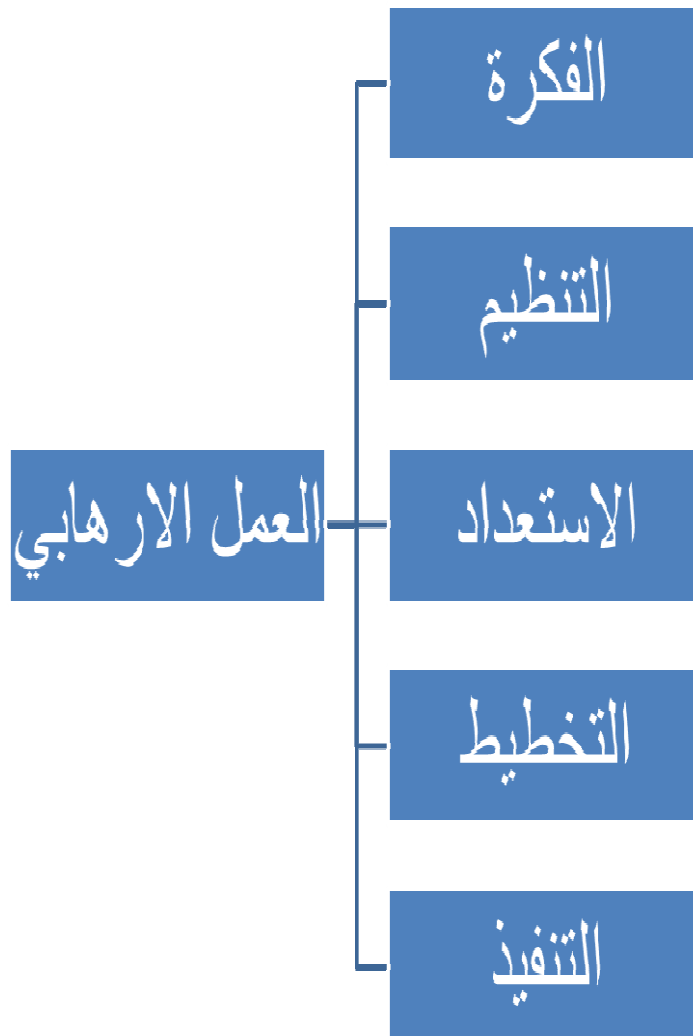 الفكرة
التنظيم
العمل الارهابي
الاستعداد
التخطيط
التنفيذ